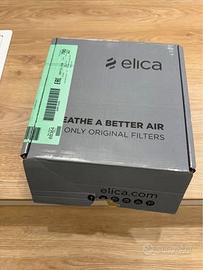 elica
EATHE A BETTER AIR
ONLY ORIGINAL FILTERS
elica.com